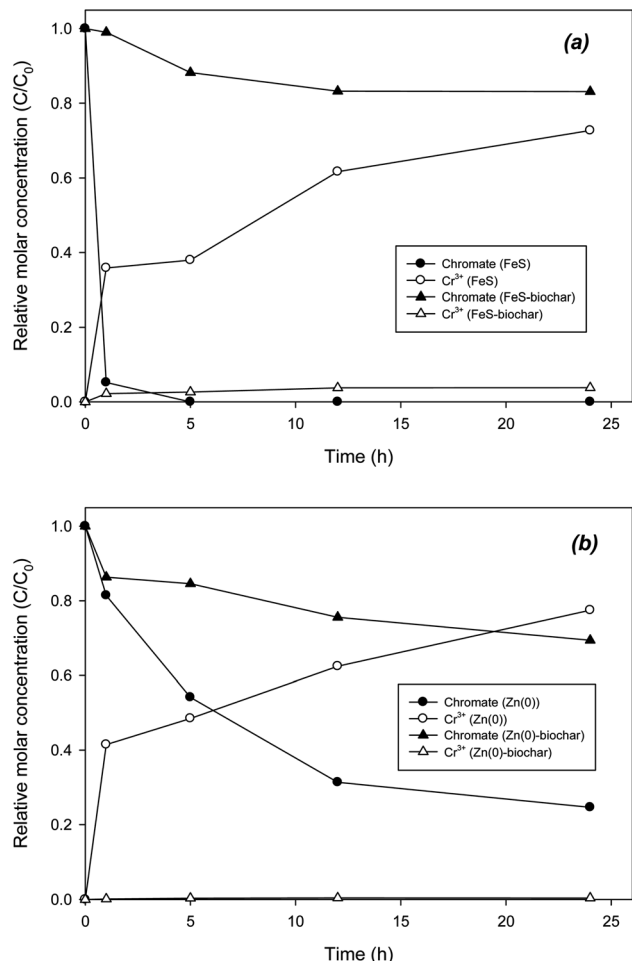 (a)
Relative molar concentration (C/C₀)
1.0
0.8
0.6
0.4
0.2
0.0
Chromate (FeS)
Cr³⁺ (FeS)
Chromate (FeS-biochar)
Cr³⁺ (FeS-biochar)
0 5 10 15 20 25
Time (h)
(b)
Relative molar concentration (C/C₀)
1.0
0.8
0.6
0.4
0.2
0.0
Chromate (Zn(0))
Cr³⁺ (Zn(0))
Chromate (Zn(0)-biochar)
Cr³⁺ (Zn(0)-biochar)
0 5 10 15 20 25
Time (h)